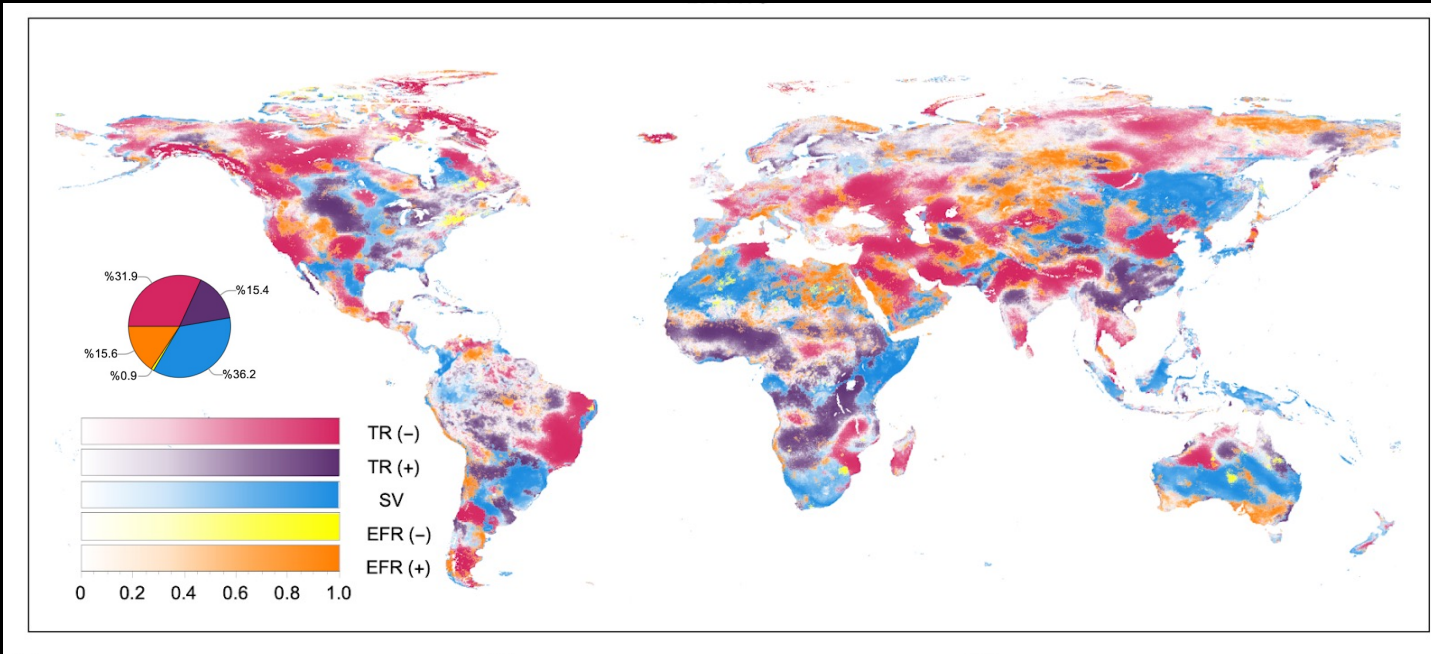 %31.9
%15.4
%15.6
%0.9
%36.2
TR (−)
TR (+)
SV
EFR (−)
EFR (+)
0 0.2 0.4 0.6 0.8 1.0